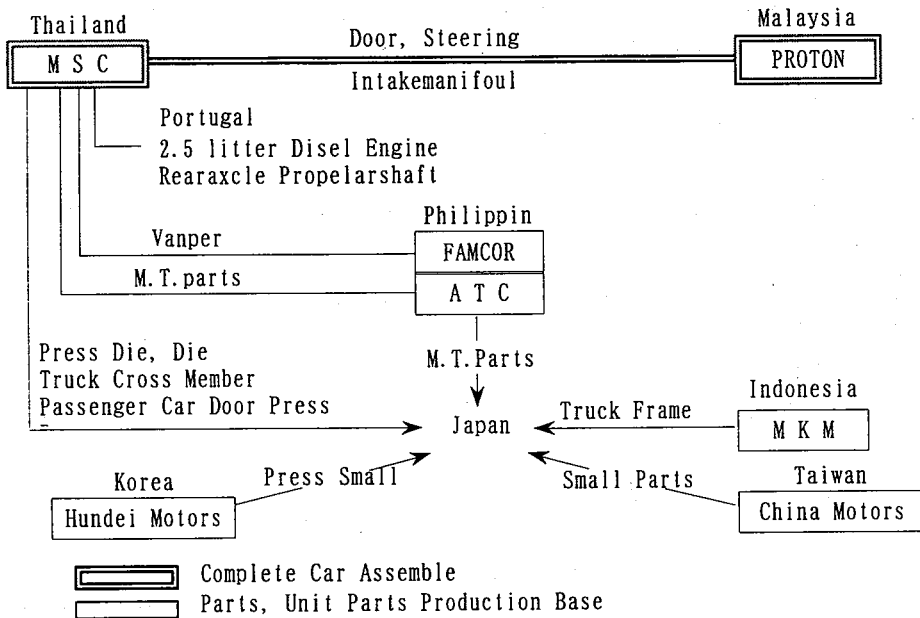 Thailand
M S C
Door, Steering
Intakemanifoul
Malaysia
PROTON
Portugal
2.5 litter Disel Engine
Rearaxcle Propelarshaft
Philippin
FAMCOR
A T C
Vanper
M.T.parts
M.T.Parts
Press Die, Die
Truck Cross Member
Passenger Car Door Press
Japan
Truck Frame
Indonesia
M K M
Korea
Hundei Motors
Press Small
Small Parts
Taiwan
China Motors
Complete Car Assemble
Parts, Unit Parts Production Base